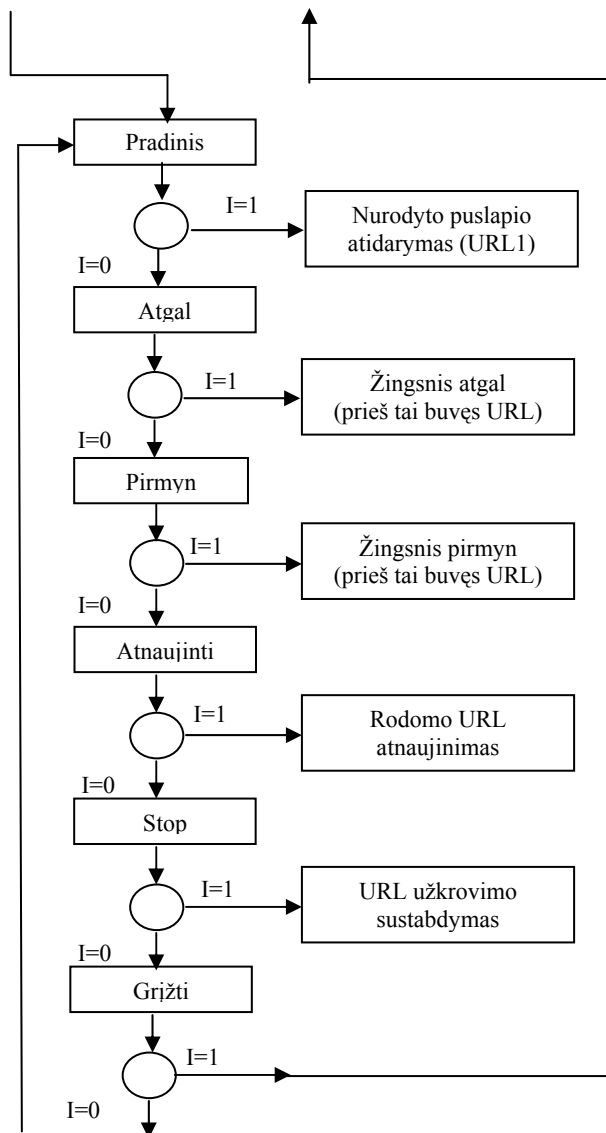 Pradinis
I=1
Nurodyto puslapio
atidarymas (URL1)
I=0
Atgal
I=1
Žingsnis atgal
(prieš tai buvęs URL)
I=0
Pirmyn
I=1
Žingsnis pirmyn
(prieš tai buvęs URL)
I=0
Atnaujinti
I=1
Rodomo URL
atnaujinimas
I=0
Stop
I=1
URL užkrovimo
sustabdymas
I=0
Grįžti
I=1
I=0